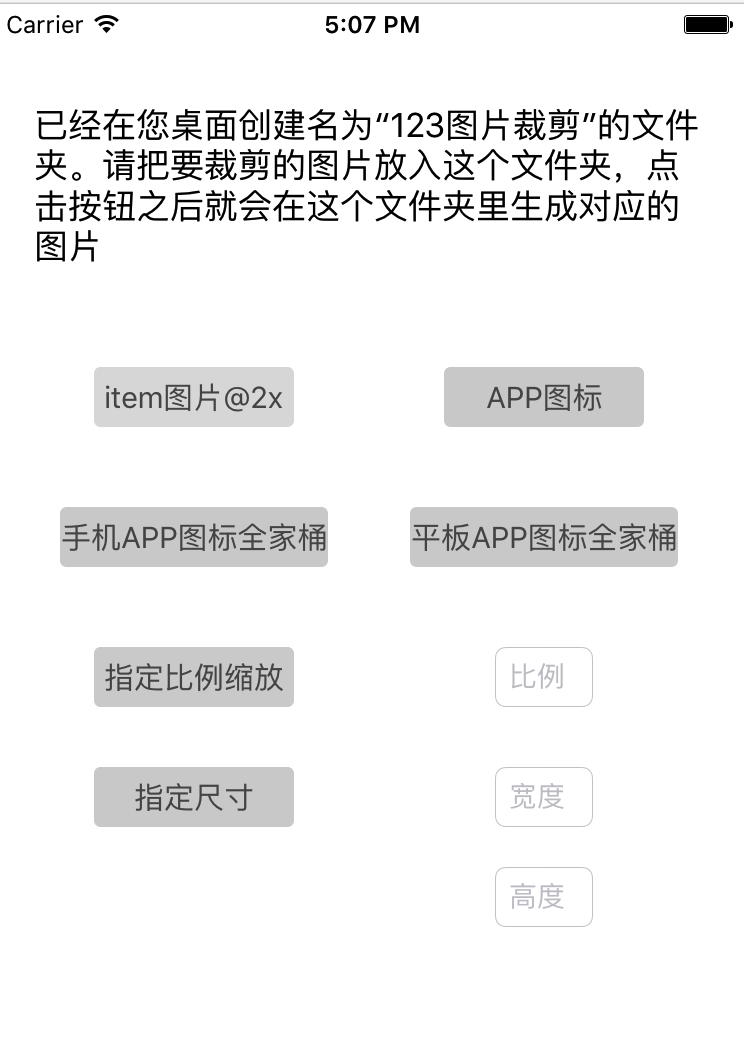 Carrier 5:07 PM
已经在您桌面创建名为“123图片裁剪”的文件
夹。请把要裁剪的图片放入这个文件夹，点
击按钮之后就会在这个文件夹里生成对应的
图片
item图片@2x
APP图标
手机APP图标全家桶
平板APP图标全家桶
指定比例缩放
比例
指定尺寸
宽度
高度